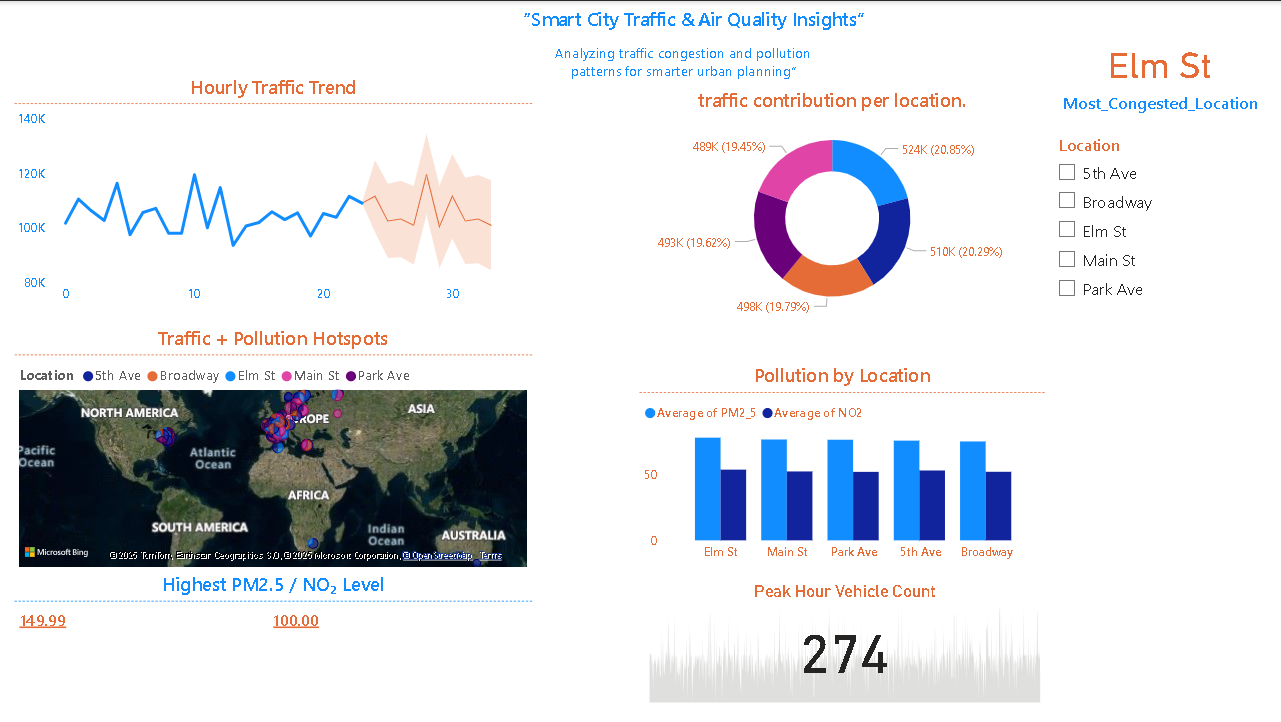 "Smart City Traffic & Air Quality Insights"
Analyzing traffic congestion and pollution
patterns for smarter urban planning"
Elm St
Most_Congested_Location
Location
5th Ave
Broadway
Elm St
Main St
Park Ave
Hourly Traffic Trend
140K
120K
100K
80K
0
10
20
30
traffic contribution per location.
489K (19.45%)
524K (20.85%)
493K (19.62%)
510K (20.29%)
498K (19.79%)
Traffic + Pollution Hotspots
Location 5th Ave Broadway Elm St Main St Park Ave
NORTH AMERICA
EUROPE
ASIA
Pacific
Ocean
Atlantic
Ocean
AFRICA
SOUTH AMERICA
Indian
Ocean
AUSTRALIA
Microsoft Bing
© 2025 TomTom, Earthstar Geographics SIO, © 2025 Microsoft Corporation, © OpenStreetMap Terms
Pollution by Location
Average of PM2_5 Average of NO2
50
0
Elm St
Main St
Park Ave
5th Ave
Broadway
Highest PM2.5 / NO₂ Level
149.99
100.00
Peak Hour Vehicle Count
274